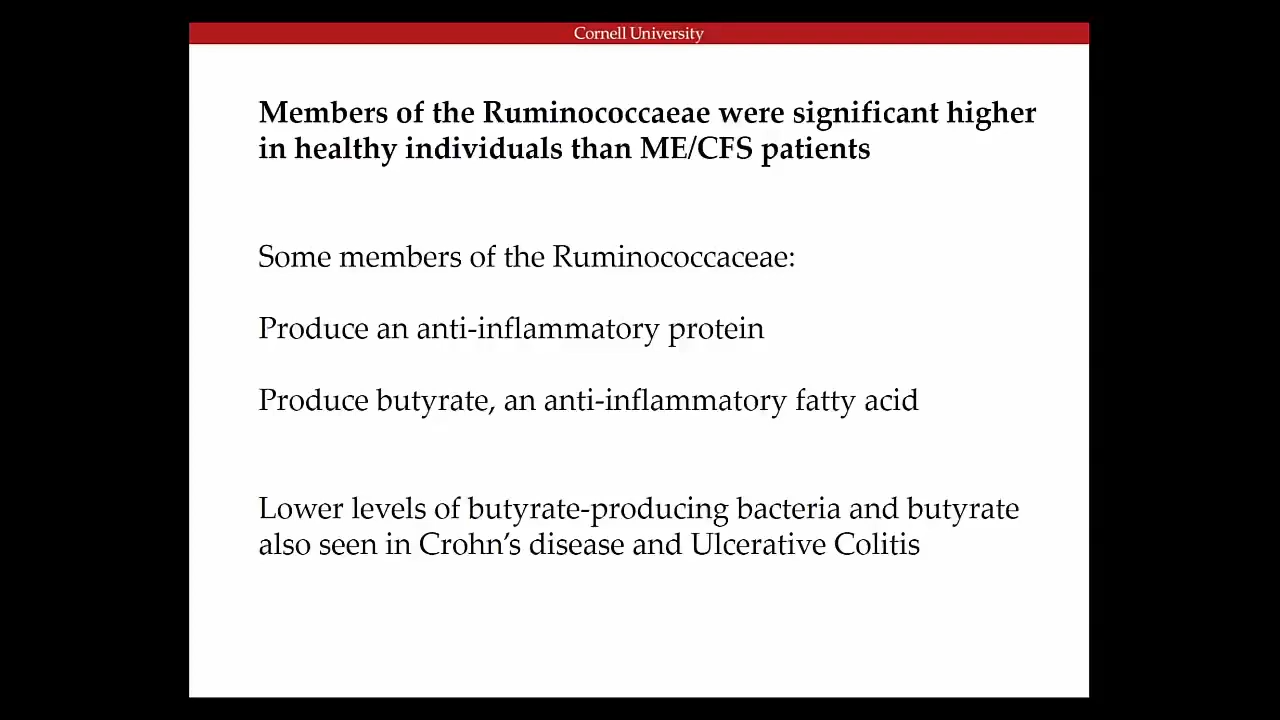 Cornell University
Members of the Ruminococcaeae were significant higher
in healthy individuals than ME/CFS patients
Some members of the Ruminococcaceae:
Produce an anti-inflammatory protein
Produce butyrate, an anti-inflammatory fatty acid
Lower levels of butyrate-producing bacteria and butyrate
also seen in Crohn’s disease and Ulcerative Colitis